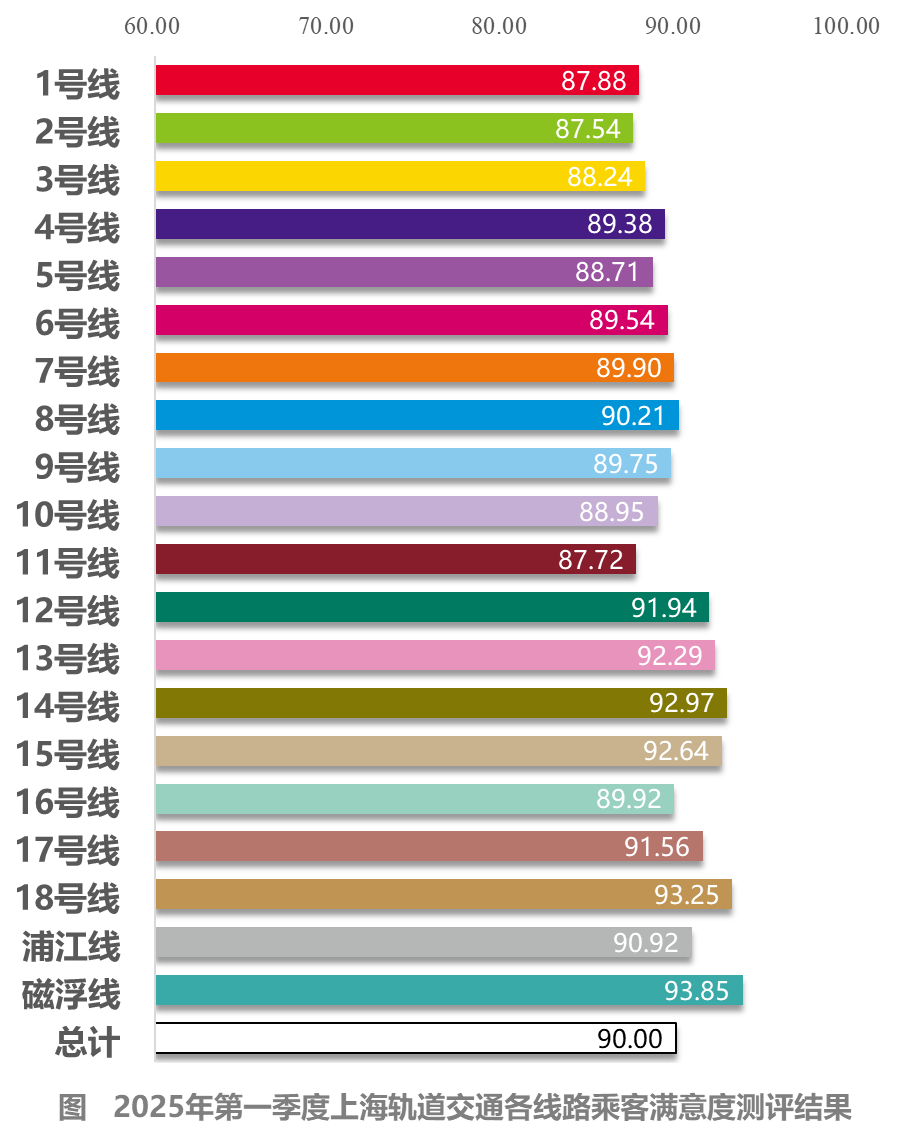 60.00 70.00 80.00 90.00 100.00
1号线 87.88
2号线 87.54
3号线 88.24
4号线 89.38
5号线 88.71
6号线 89.54
7号线 89.90
8号线 90.21
9号线 89.75
10号线 88.95
11号线 87.72
12号线 91.94
13号线 92.29
14号线 92.97
15号线 92.64
16号线 89.92
17号线 91.56
18号线 93.25
浦江线 90.92
磁浮线 93.85
总计 90.00
图 2025年第一季度上海轨道交通各线路乘客满意度测评结果